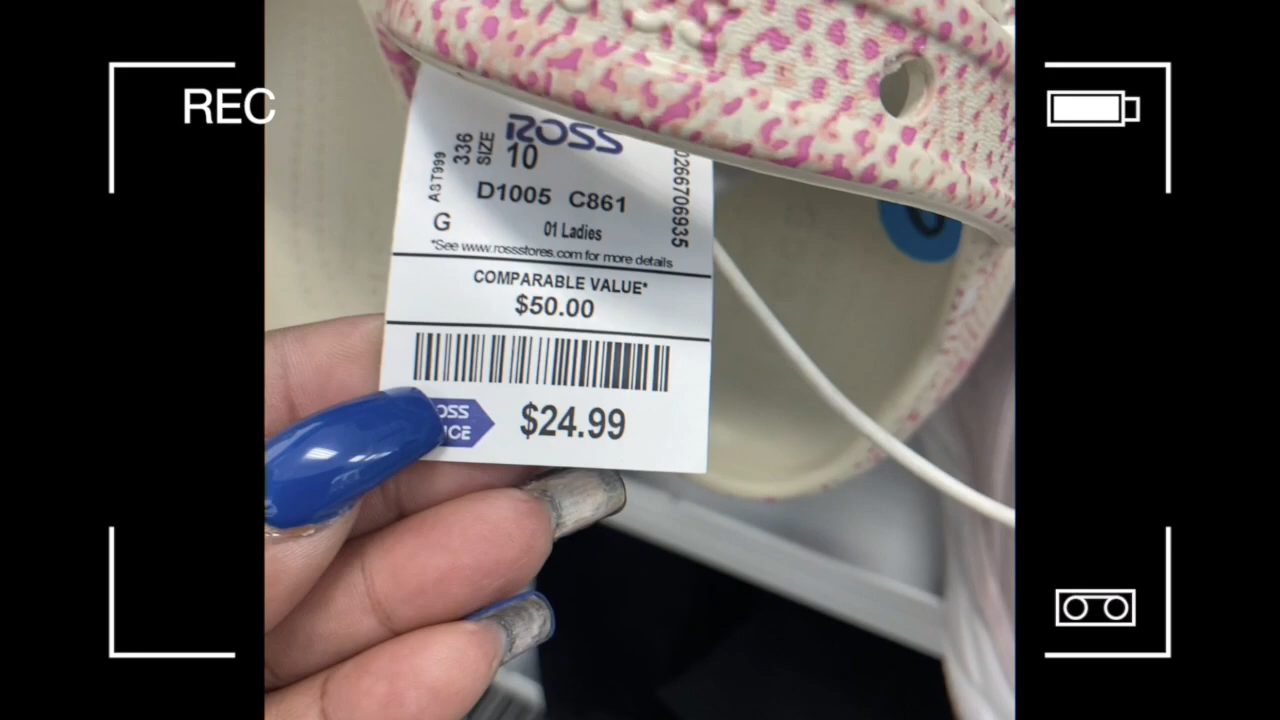 REC
ROSS
AST999
336
SIZE
10
0266706935
D1005 C861
G
01 Ladies
*See www.rossstores.com for more details
COMPARABLE VALUE*
$50.00
$24.99